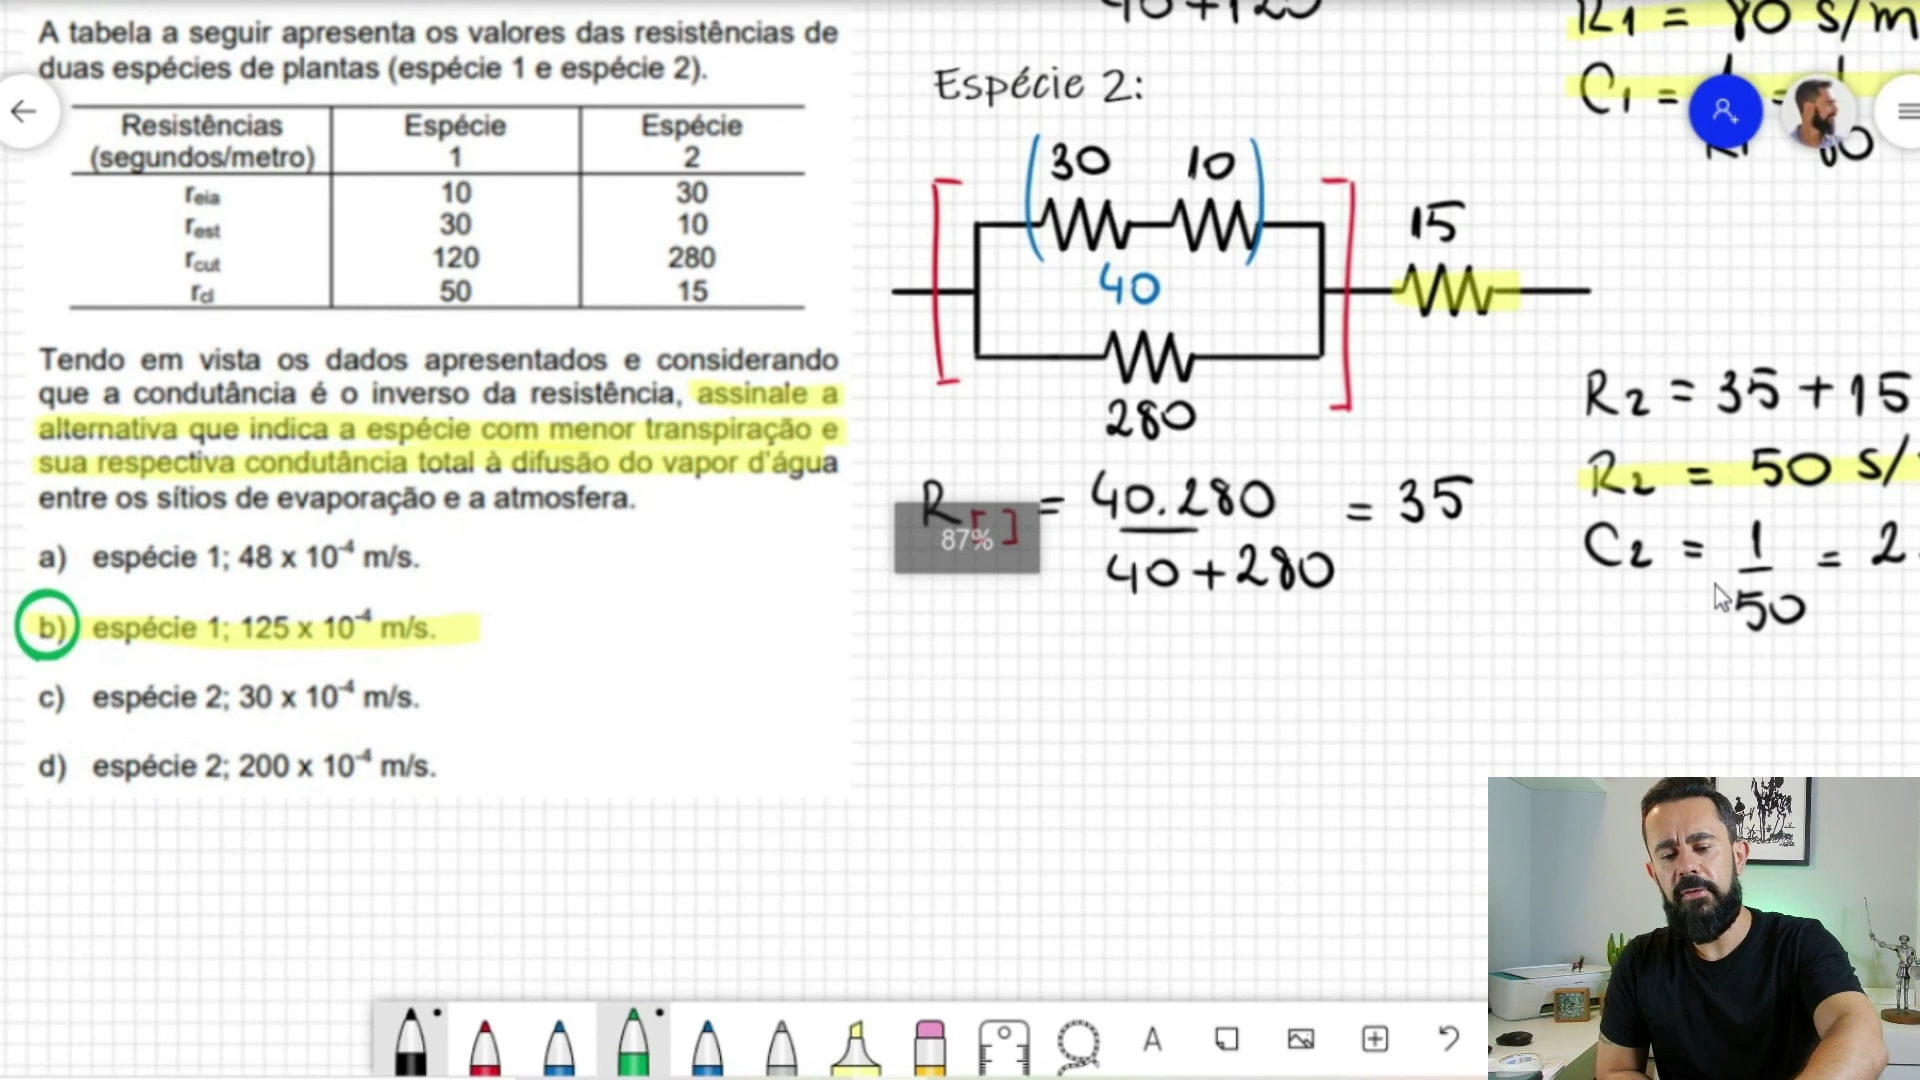 A tabela a seguir apresenta os valores das resistências de
duas espécies de plantas (espécie 1 e espécie 2).
Resistências (segundos/metro) Espécie 1 Espécie 2
reia 10 30
rest 30 10
rcut 120 280
rcl 50 15
Tendo em vista os dados apresentados e considerando
que a condutância é o inverso da resistência, assinale a
alternativa que indica a espécie com menor transpiração e
sua respectiva condutância total à difusão do vapor d'água
entre os sítios de evaporação e a atmosfera.
a) espécie 1; 48 x 10⁻⁴ m/s.
b) espécie 1; 125 x 10⁻⁴ m/s.
c) espécie 2; 30 x 10⁻⁴ m/s.
d) espécie 2; 200 x 10⁻⁴ m/s.
Espécie 2:
30 10
40
280
15
R[ ] = 40.280 = 35
40+280
87%
R1 = 80 s/m
C1 =
R2 = 35 + 15
R2 = 50 s/
C2 = 1 = 2
50
A